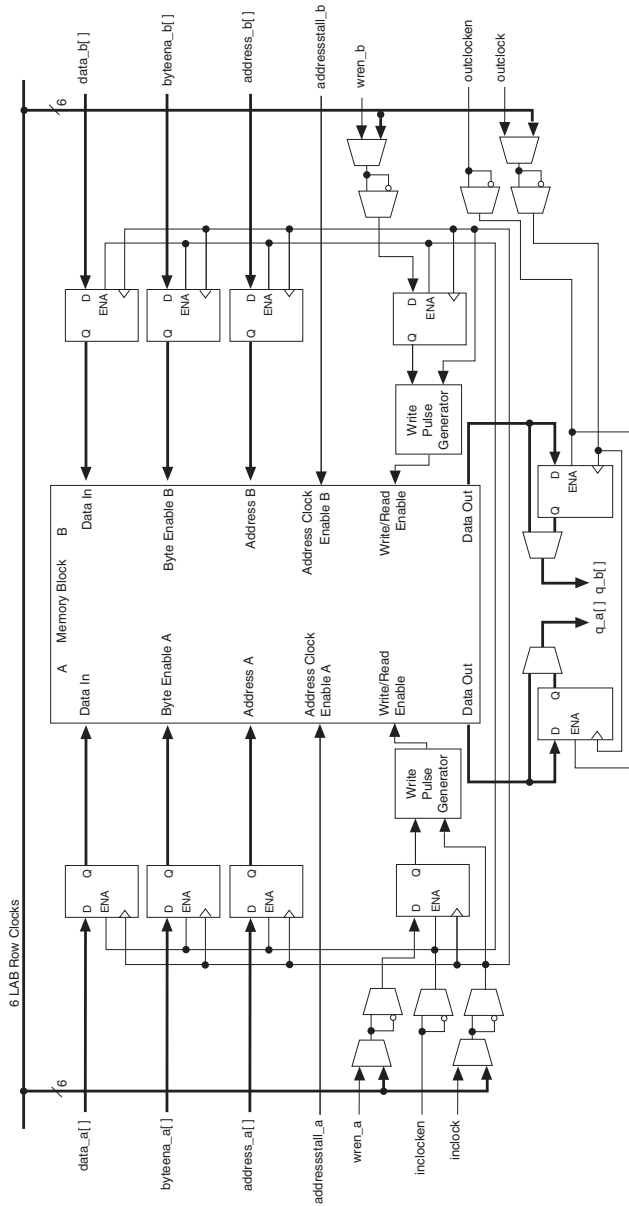 6 LAB Row Clocks
6
6
data_a[ ]
byteena_a[ ]
address_a[ ]
addressstall_a
wren_a
inclocken
inclock
data_b[ ]
byteena_b[ ]
address_b[ ]
addressstall_b
wren_b
outclocken
outclock
D
ENA
Q
D
ENA
Q
D
ENA
Q
D
ENA
Q
Write
Pulse
Generator
A
Memory Block
B
Data In
Byte Enable A
Address A
Address Clock
Enable A
Write/Read
Enable
Data Out
Data In
Byte Enable B
Address B
Address Clock
Enable B
Write/Read
Enable
Data Out
Q
D
ENA
Q
D
ENA
Q
D
ENA
Q
D
ENA
Write
Pulse
Generator
D
ENA
Q
q_a[ ]
q_b[ ]
Q
D
ENA